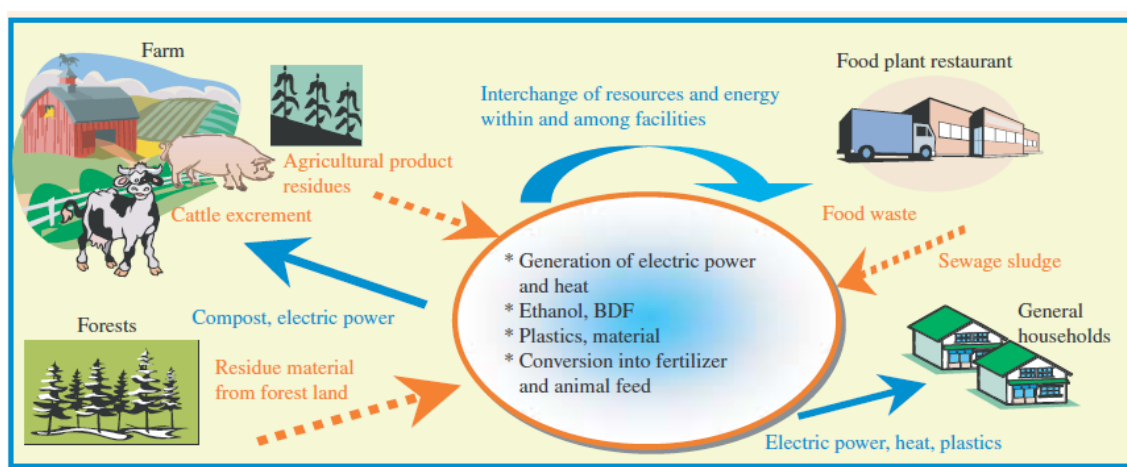 Farm
Agricultural product
residues
Cattle excrement
Interchange of resources and energy
within and among facilities
Food plant restaurant
Food waste
Sewage sludge
* Generation of electric power
and heat
* Ethanol, BDF
* Plastics, material
* Conversion into fertilizer
and animal feed
Compost, electric power
Forests
Residue material
from forest land
General
households
Electric power, heat, plastics